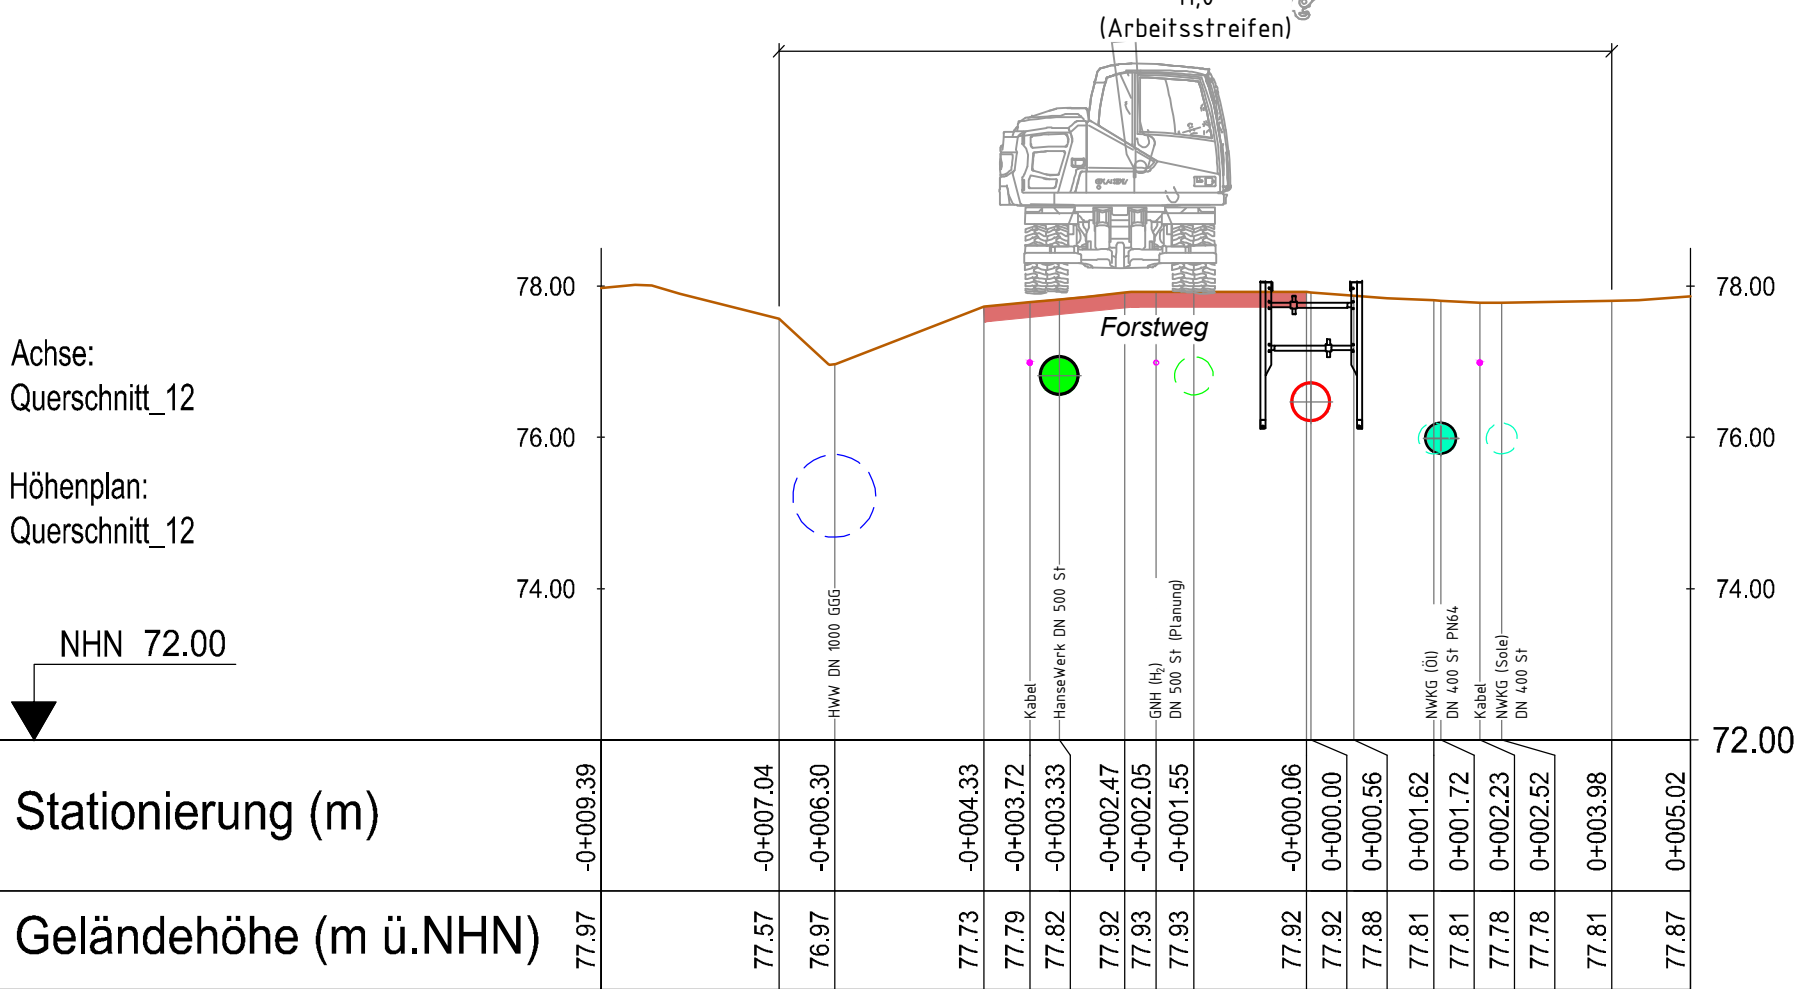 (Arbeitsstreifen)
78.00
78.00
Forstweg
Achse:
Querschnitt_12
76.00
76.00
Höhenplan:
Querschnitt_12
74.00
74.00
NHN 72.00
HWW DN 1000 GGG
Kabel
HanseWerk DN 500 St
GNH (H₂)
DN 500 St (Planung)
NWKG (Öl)
DN 400 St PN64
Kabel
NWKG (Sole)
DN 400 St
72.00
Stationierung (m)
-0+009.39
-0+007.04
-0+006.30
-0+004.33
-0+003.72
-0+003.33
-0+002.47
-0+002.05
-0+001.55
-0+000.06
0+000.00
0+000.56
0+001.62
0+001.72
0+002.23
0+002.52
0+003.98
0+005.02
Geländehöhe (m ü.NHN)
77.97
77.57
76.97
77.73
77.79
77.82
77.92
77.93
77.93
77.92
77.92
77.88
77.81
77.81
77.78
77.78
77.81
77.87